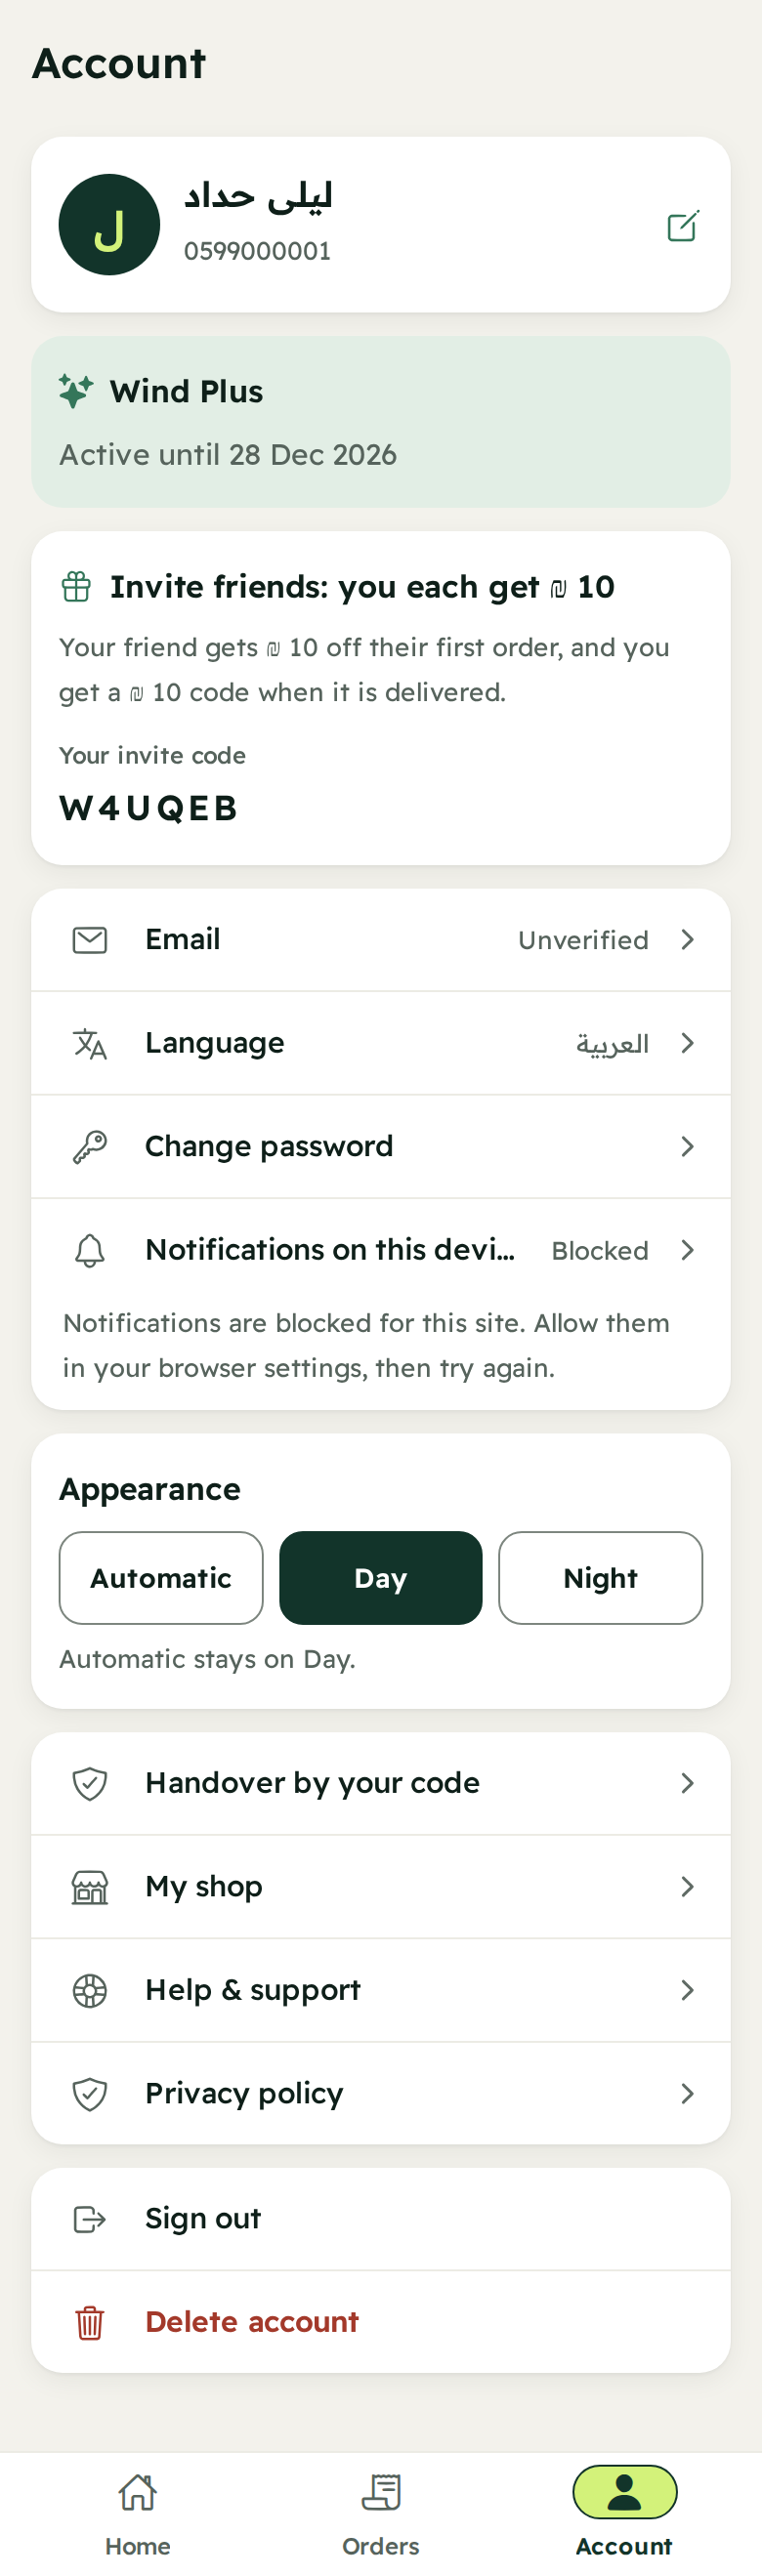 Account
ل
ليلى حداد
0599000001
Wind Plus
Active until 28 Dec 2026
Invite friends: you each get ₪ 10
Your friend gets ₪ 10 off their first order, and you
get a ₪ 10 code when it is delivered.
Your invite code
W4UQEB
Email Unverified
Language العربية
Change password
Notifications on this devi... Blocked
Notifications are blocked for this site. Allow them
in your browser settings, then try again.
Appearance
Automatic Day Night
Automatic stays on Day.
Handover by your code
My shop
Help & support
Privacy policy
Sign out
Delete account
Home Orders Account